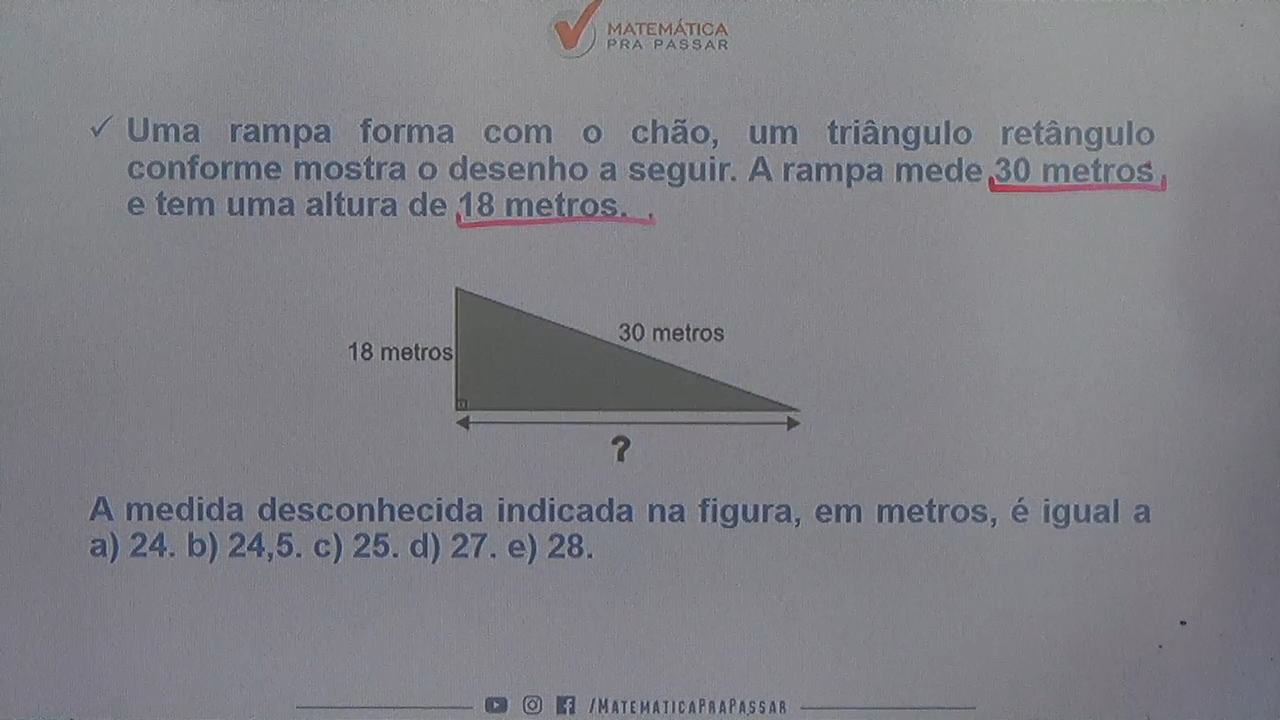 MATEMÁTICA
PRA PASSAR
✓ Uma rampa forma com o chão, um triângulo retângulo
conforme mostra o desenho a seguir. A rampa mede 30 metros
e tem uma altura de 18 metros.
30 metros
18 metros
?
A medida desconhecida indicada na figura, em metros, é igual a
a) 24. b) 24,5. c) 25. d) 27. e) 28.
/MATEMATICAPRAPASSAR